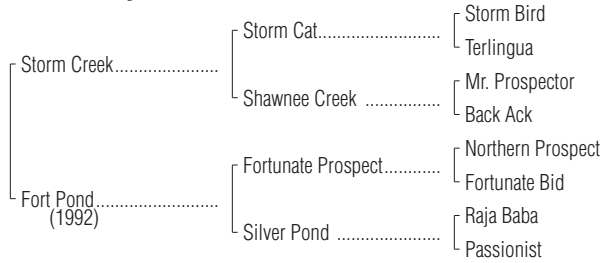 Storm Bird
Storm Cat........................
Terlingua
Storm Creek....................
Mr. Prospector
Shawnee Creek ...............
Back Ack
Northern Prospect
Fortunate Prospect............
Fortunate Bid
Fort Pond........................
(1992)
Raja Baba
Silver Pond .....................
Passionist